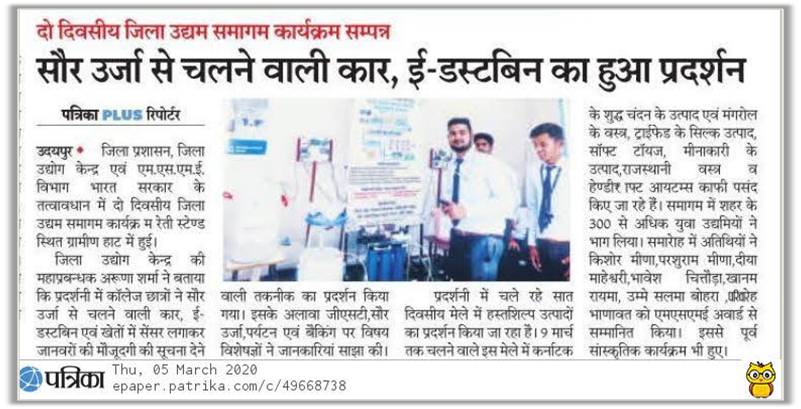 दो दिवसीय जिला उद्यम समागम कार्यक्रम सम्पन्न
सौर उर्जा से चलने वाली कार, ई-डस्टबिन का हुआ प्रदर्शन
पत्रिका PLUS रिपोर्टर
उदयपुर ● जिला प्रशासन, जिला
उद्योग केन्द्र एवं एम.एस.एम.ई.
विभाग भारत सरकार के
तत्वावधान में दो दिवसीय जिला
उद्यम समागम कार्यक्र म रेती स्टेण्ड
स्थित ग्रामीण हाट में हुई।
जिला उद्योग केन्द्र की
महाप्रबन्धक अरूणा शर्मा ने बताया
कि प्रदर्शनी में कॉलेज छात्रों ने सौर
उर्जा से चलने वाली कार, ई-
डस्टबिन एवं खेतों में सेंसर लगाकर
जानवरों की मौजूदगी की सूचना देने
वाली तकनीक का प्रदर्शन किया
गया। इसके अलावा जीएसटी,सौर
उर्जा,पर्यटन एवं बैंकिंग पर विषय
विशेषज्ञों ने जानकारियां साझा की।
प्रदर्शनी में चले रहे सात
दिवसीय मेले में हस्तशिल्प उत्पादों
का प्रदर्शन किया जा रहा है। 9 मार्च
तक चलने वाले इस मेले में कर्नाटक
के शुद्ध चंदन के उत्पाद एवं मंगरोल
के वस्त्र, ट्राईफेड के सिल्क उत्पाद,
सॉफ्ट टॉयज, मीनाकारी के
उत्पाद,राजस्थानी वस्त्र व
आयटम्स काफी पसंद
किए जा रहे हैं। समागम में शहर के
300 से अधिक युवा उद्यमियों ने
भाग लिया। समारोह में अतिथियों ने
किशोर मीणा,परशुराम मीणा,दीया
माहेश्वरी,भावेश चित्तौड़ा,खानम
रायमा, उम्मे सलमा बोहरा
भाणावत को एमएसएमई अवार्ड से
सम्मानित किया। इससे पूर्व
सांस्कृतिक कार्यक्रम भी हुए।
पत्रिका
Thu, 05 March 2020
epaper.patrika.com/c/49668738